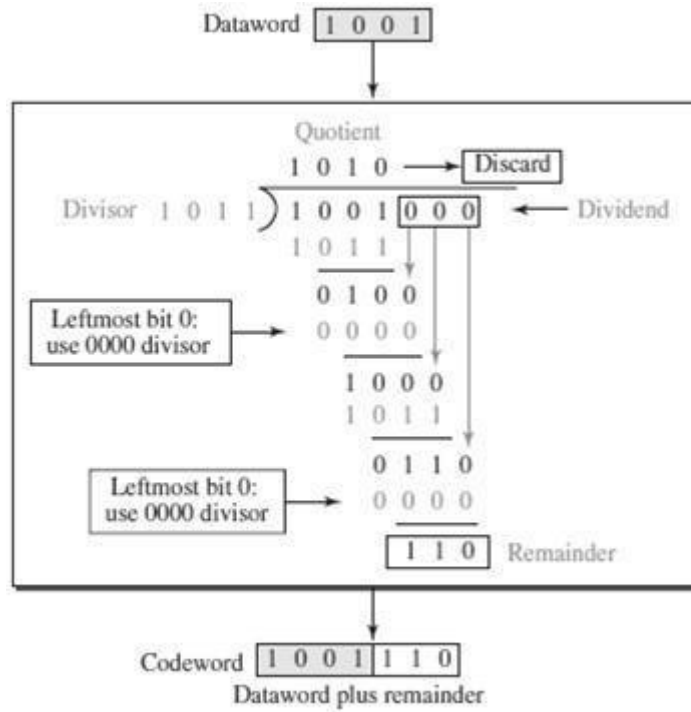 Dataword 1 0 0 1
Quotient
1 0 1 0 Discard
Divisor 1 0 1 1 ) 1 0 0 1 0 0 0 Dividend
1 0 1 1
0 1 0 0
Leftmost bit 0:
use 0000 divisor
0 0 0 0
1 0 0 0
1 0 1 1
0 1 1 0
Leftmost bit 0:
use 0000 divisor
0 0 0 0
1 1 0 Remainder
Codeword 1 0 0 1 1 1 0
Dataword plus remainder